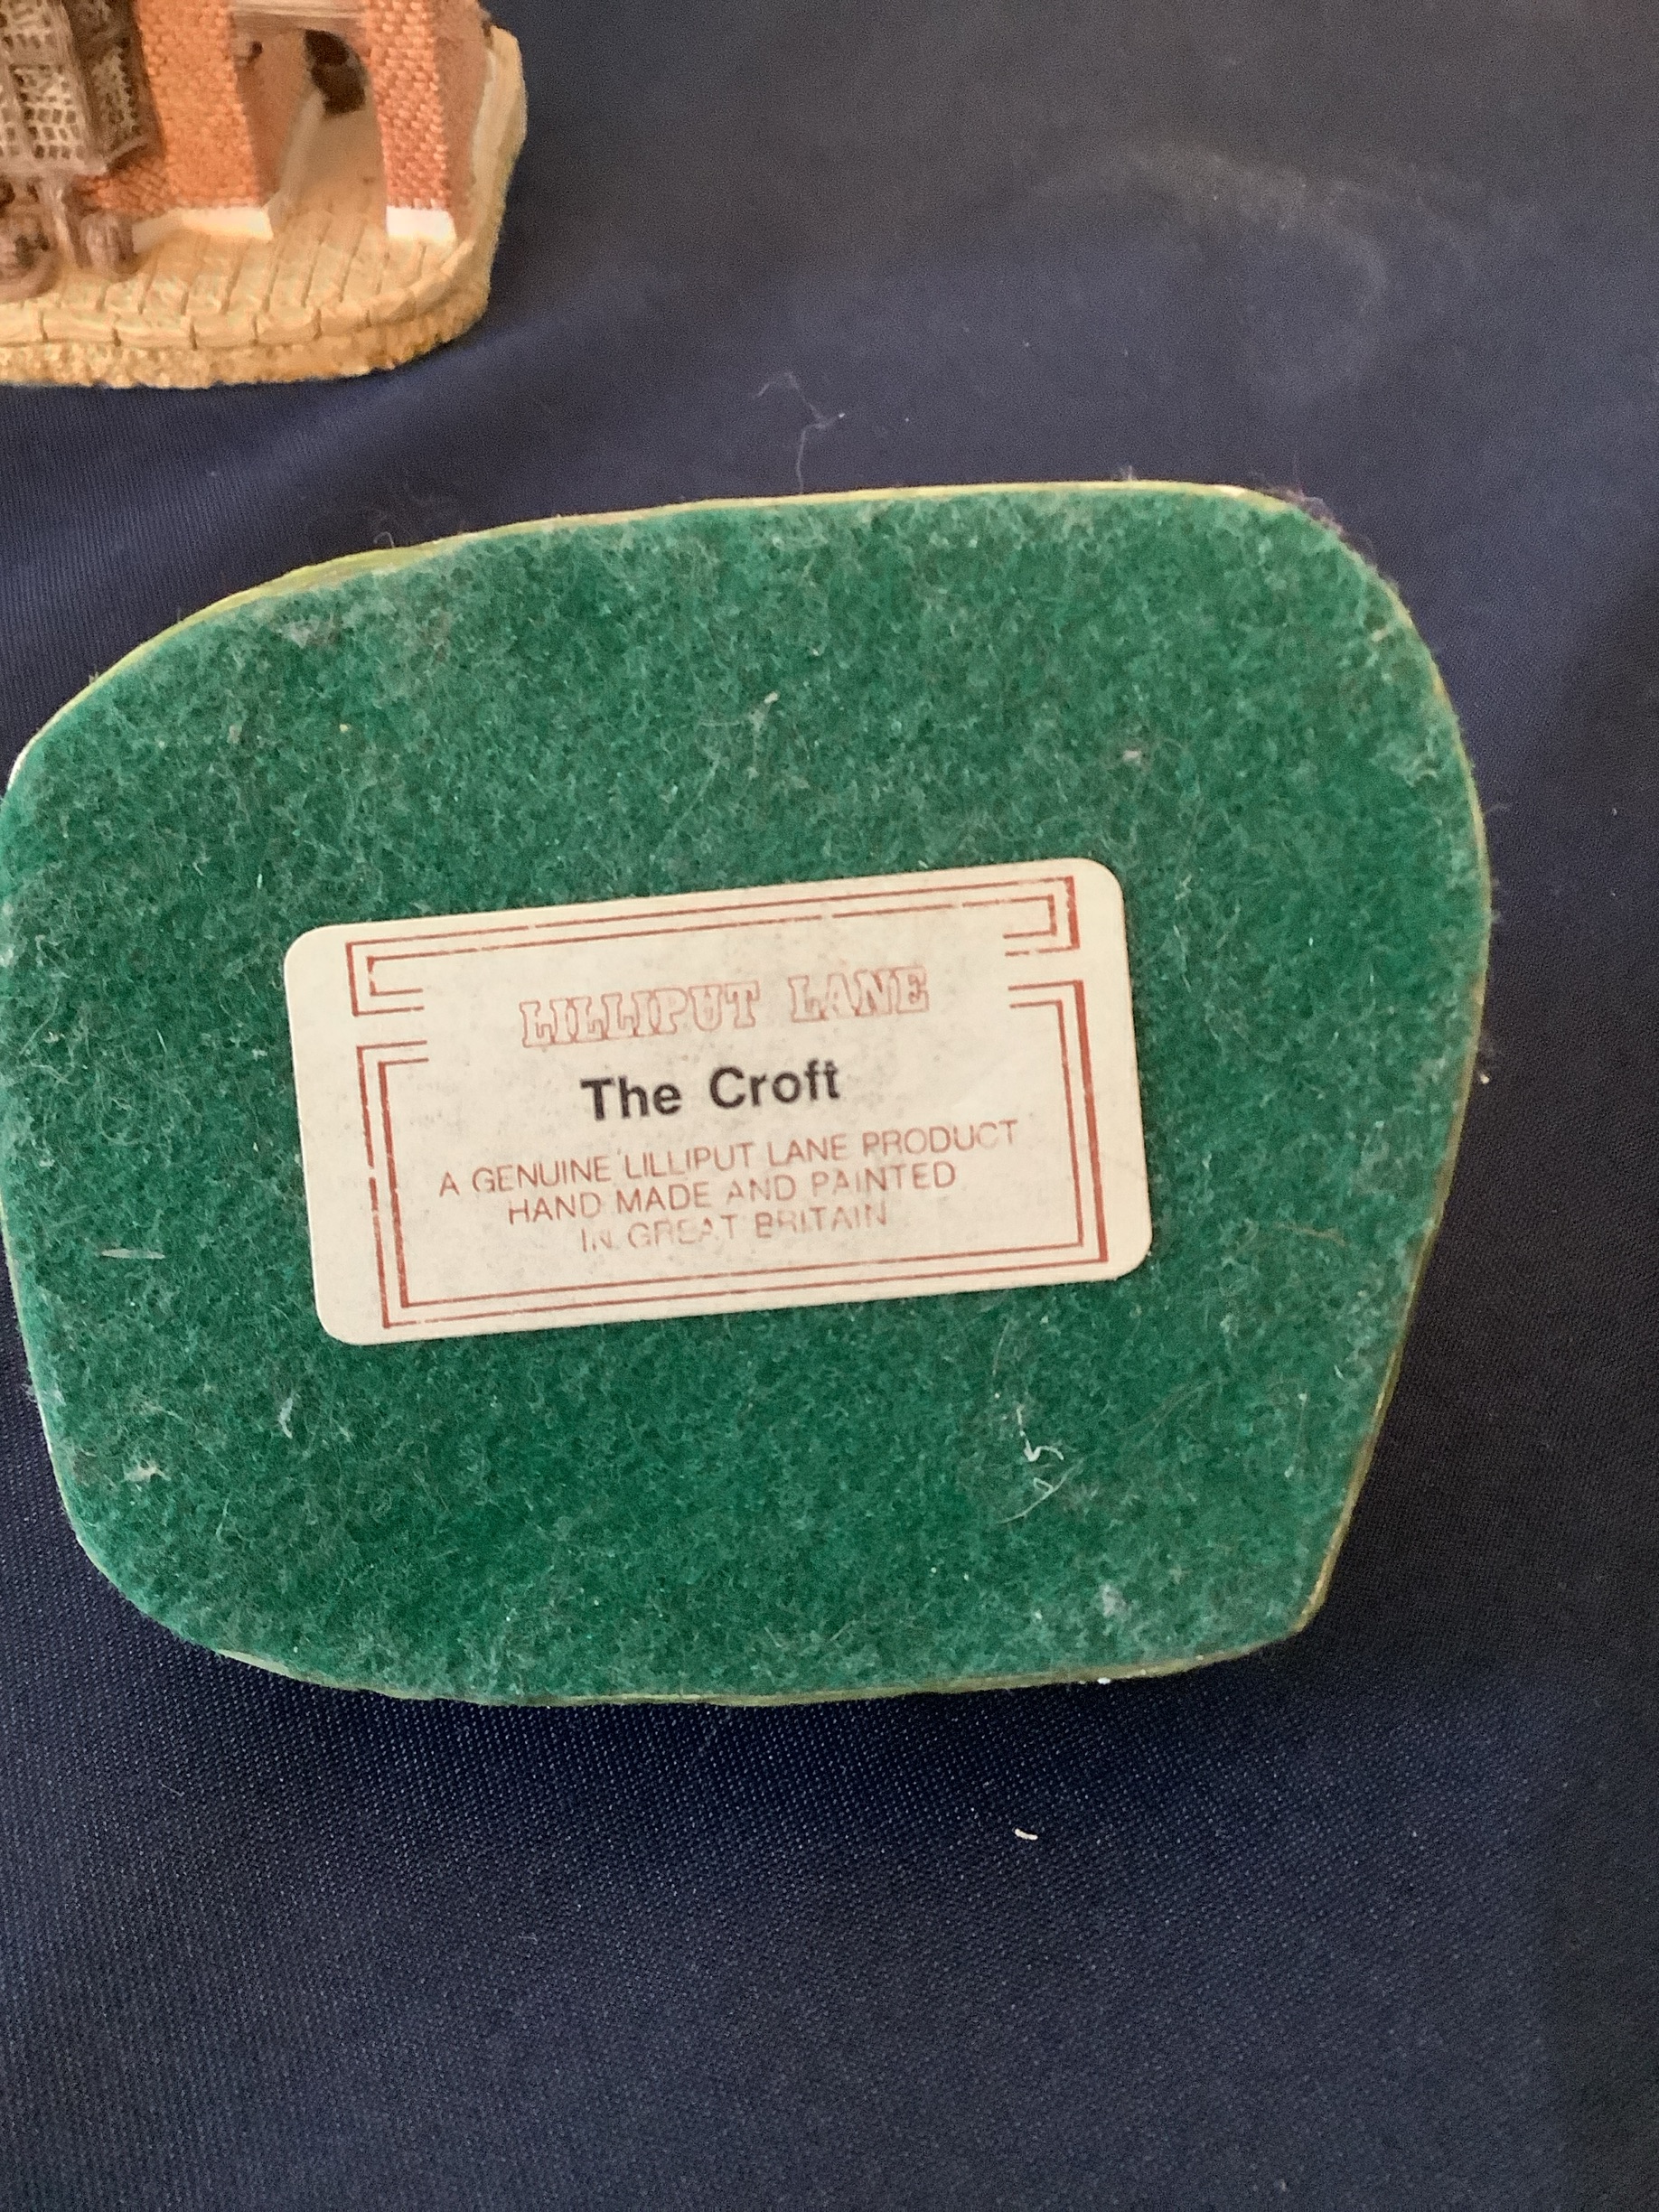 LILLIPUT LANE
The Croft
A GENUINE LILLIPUT LANE PRODUCT
HAND MADE AND PAINTED
IN GREAT BRITAIN